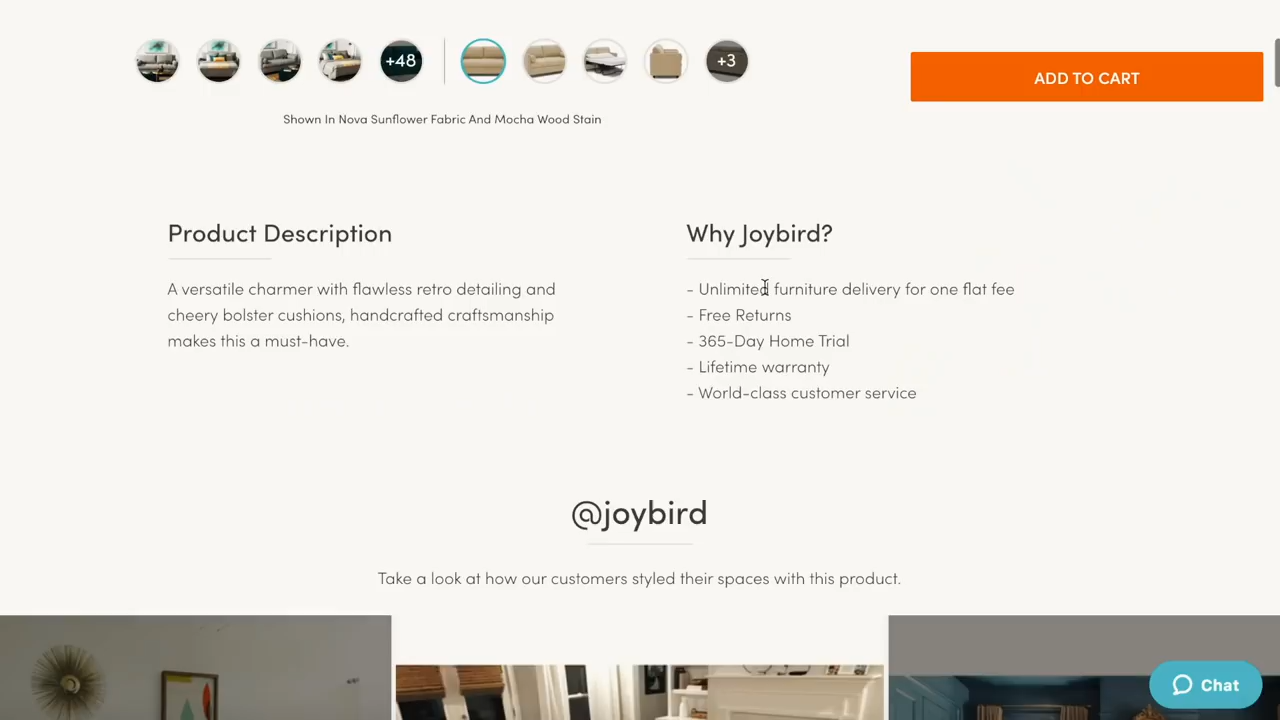 +48
+3
ADD TO CART
Shown In Nova Sunflower Fabric And Mocha Wood Stain
Product Description
A versatile charmer with flawless retro detailing and
cheery bolster cushions, handcrafted craftsmanship
makes this a must-have.
Why Joybird?
- Unlimited furniture delivery for one flat fee
- Free Returns
- 365-Day Home Trial
- Lifetime warranty
- World-class customer service
@joybird
Take a look at how our customers styled their spaces with this product.
Chat